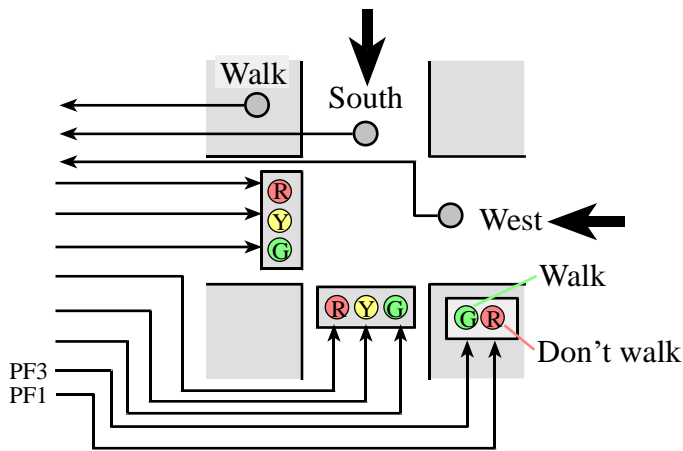 Walk
South
R
Y
G
West
Walk
R Y G
G R
Don't walk
PF3
PF1